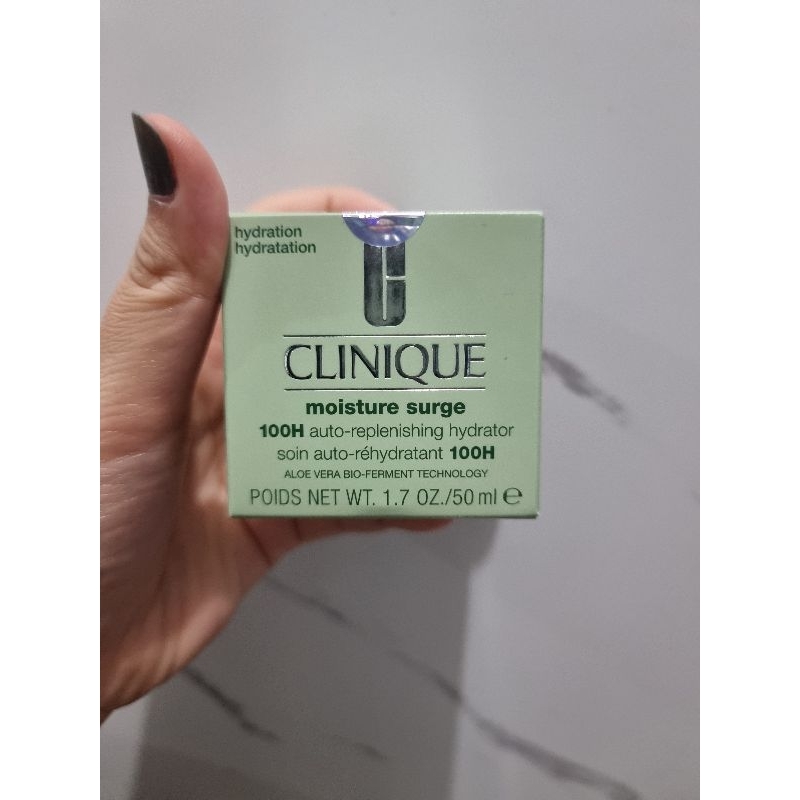 hydration
hydratation
CLINIQUE
moisture surge
100H auto-replenishing hydrator
soin auto-réhydratant 100H
ALOE VERA BIO-FERMENT TECHNOLOGY
POIDS NET WT. 1.7 OZ./50 ml ℮